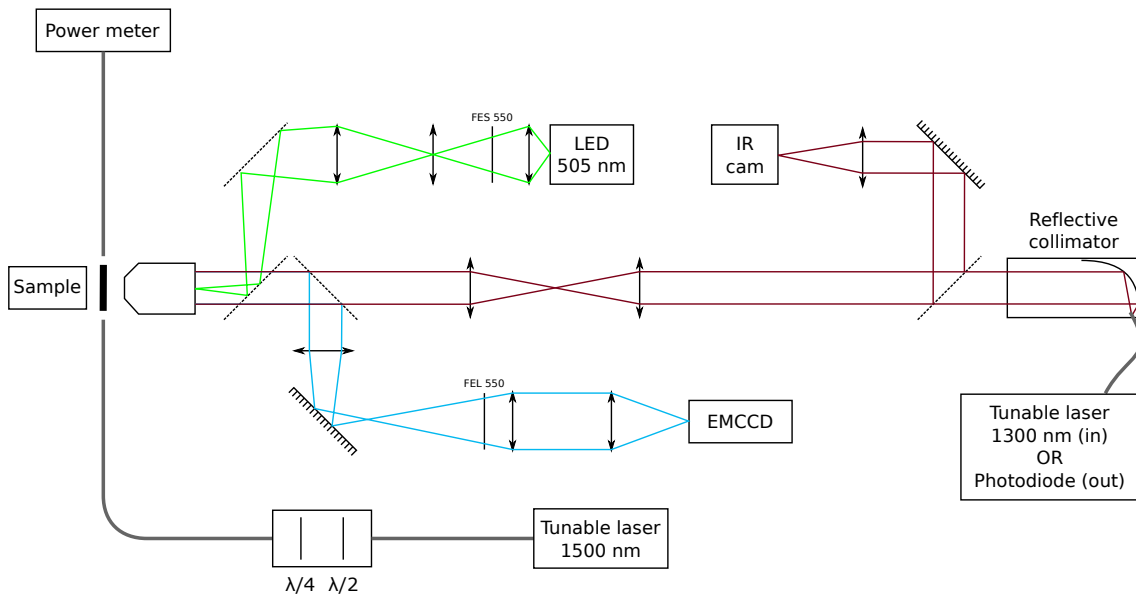 Power meter
FES 550
LED
505 nm
IR
cam
Reflective
collimator
Sample
FEL 550
EMCCD
Tunable laser
1300 nm (in)
OR
Photodiode (out)
Tunable laser
1500 nm
λ/4 λ/2